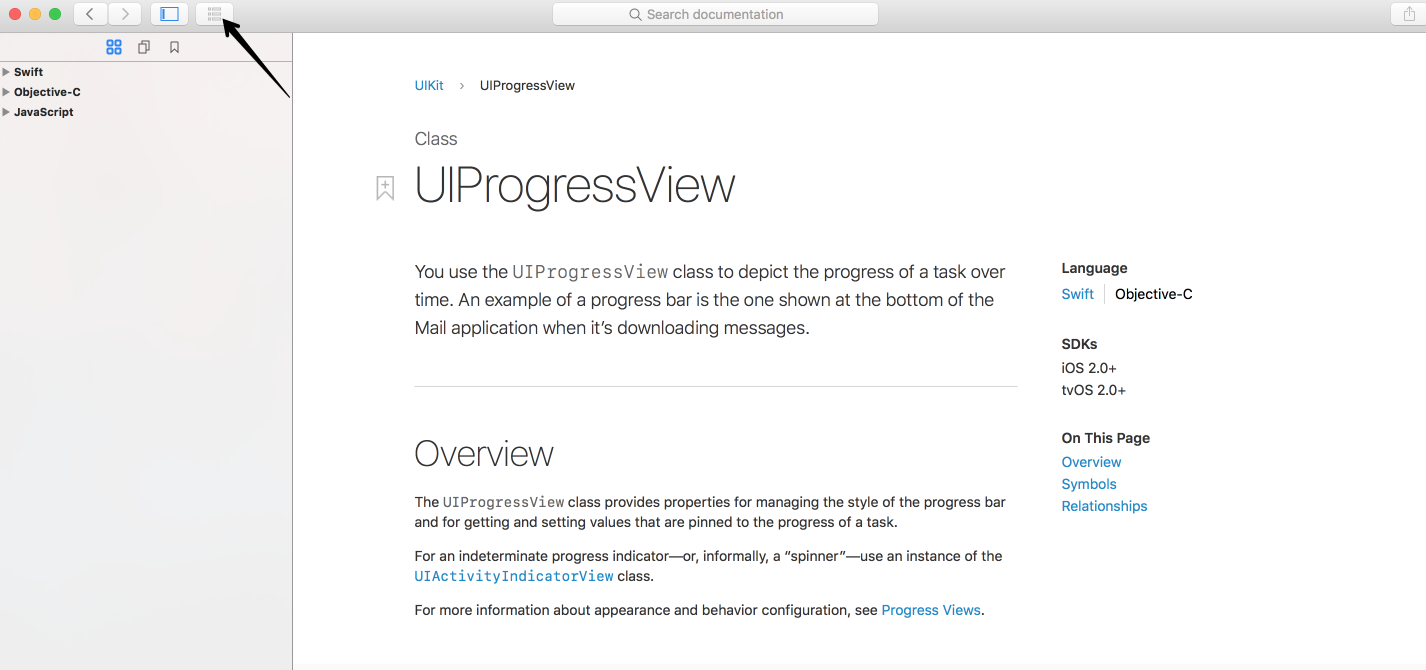 Search documentation
Swift
Objective-C
JavaScript
UIKit › UIProgressView
Class
UIProgressView
You use the UIProgressView class to depict the progress of a task over
time. An example of a progress bar is the one shown at the bottom of the
Mail application when it’s downloading messages.
Language
Swift | Objective-C
SDKs
iOS 2.0+
tvOS 2.0+
On This Page
Overview
Symbols
Relationships
Overview
The UIProgressView class provides properties for managing the style of the progress bar
and for getting and setting values that are pinned to the progress of a task.
For an indeterminate progress indicator—or, informally, a “spinner”—use an instance of the
UIActivityIndicatorView class.
For more information about appearance and behavior configuration, see Progress Views.